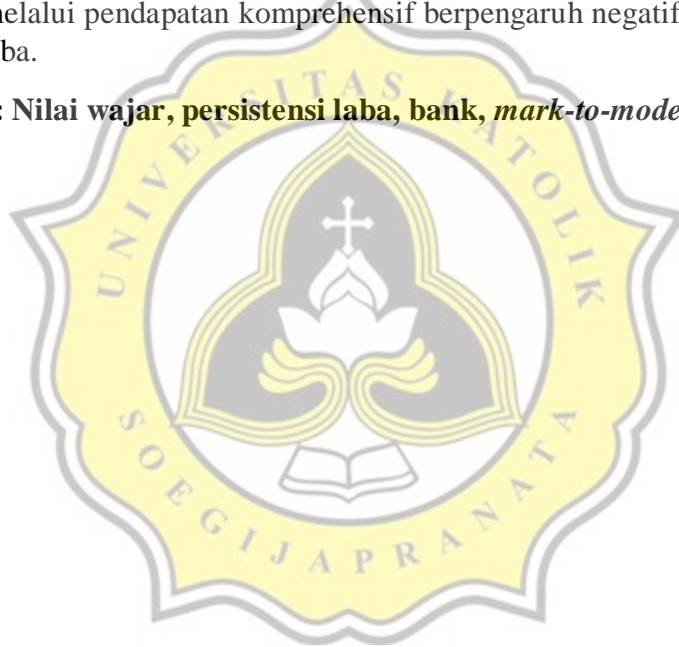 melalui pendapatan komprehensif berpengaruh negatif
ba.
: Nilai wajar, persistensi laba, bank, mark-to-mode
UNIVERSITAS KATOLIK
SOEGIJAPRANATA